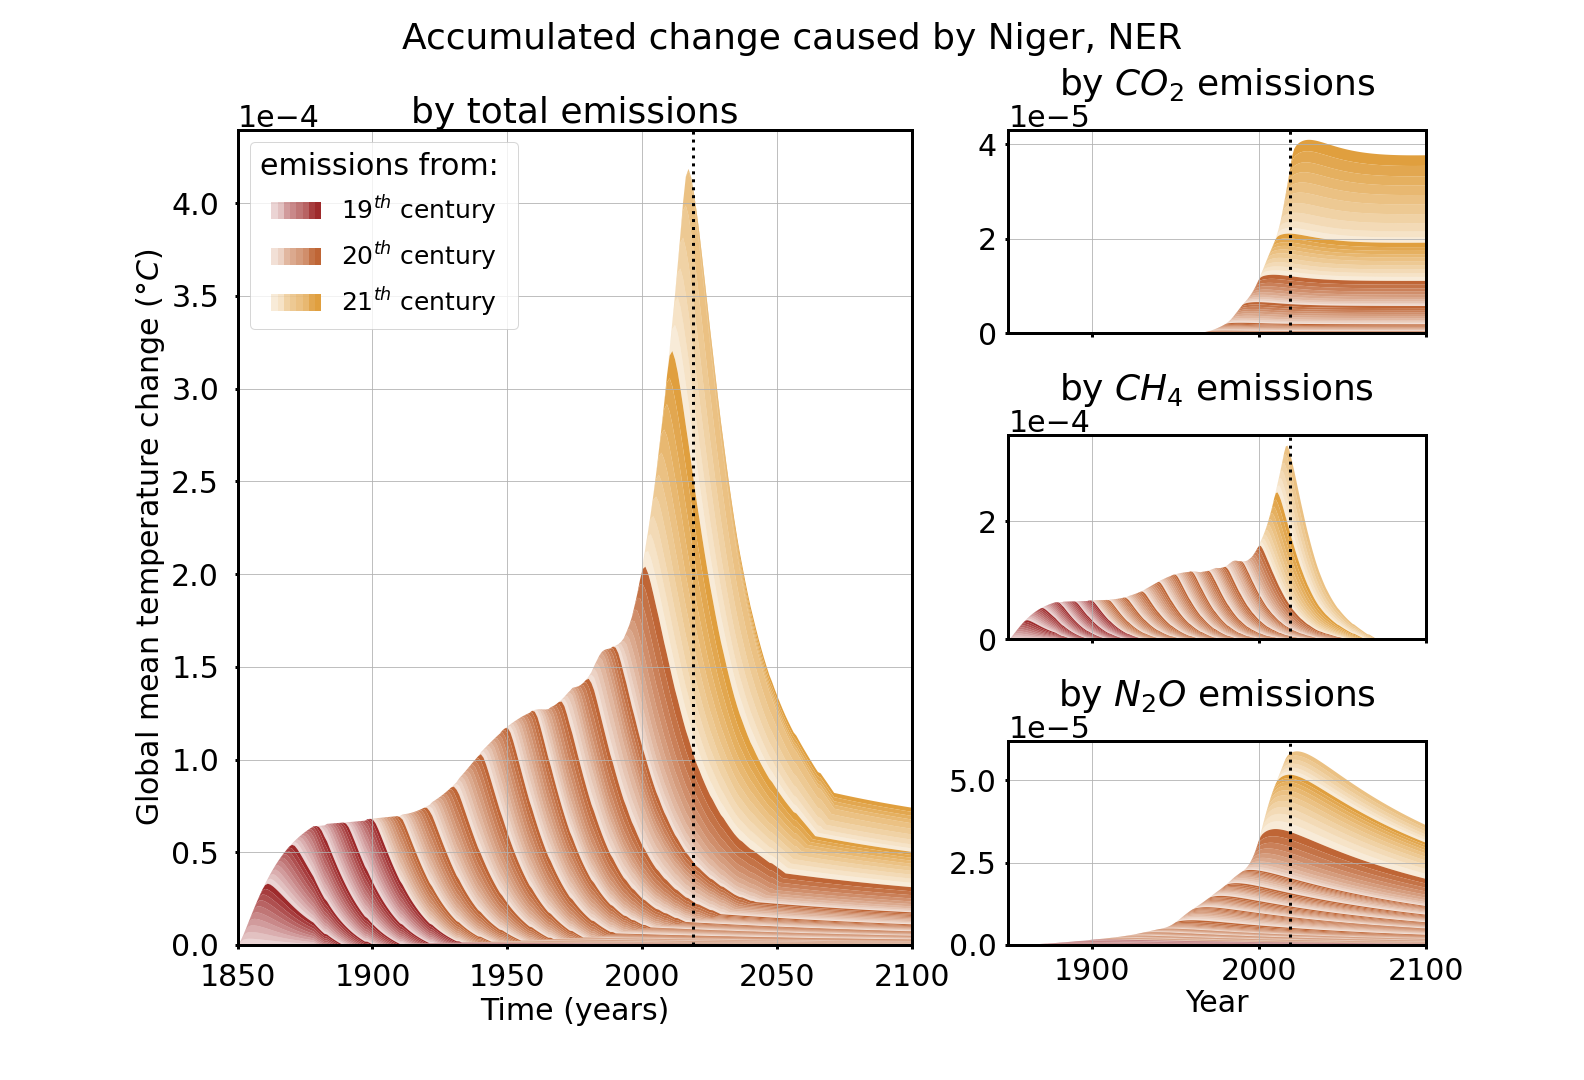 Accumulated change caused by Niger, NER
by total emissions
1e−4
emissions from:
19th century
20th century
21th century
Global mean temperature change (°C)
4.0
3.5
3.0
2.5
2.0
1.5
1.0
0.5
0.0
1850 1900 1950 2000 2050 2100
Time (years)
by CO2 emissions
1e−5
4
2
0
by CH4 emissions
1e−4
2
0
by N2O emissions
1e−5
5.0
2.5
0.0
1900 2000 2100
Year